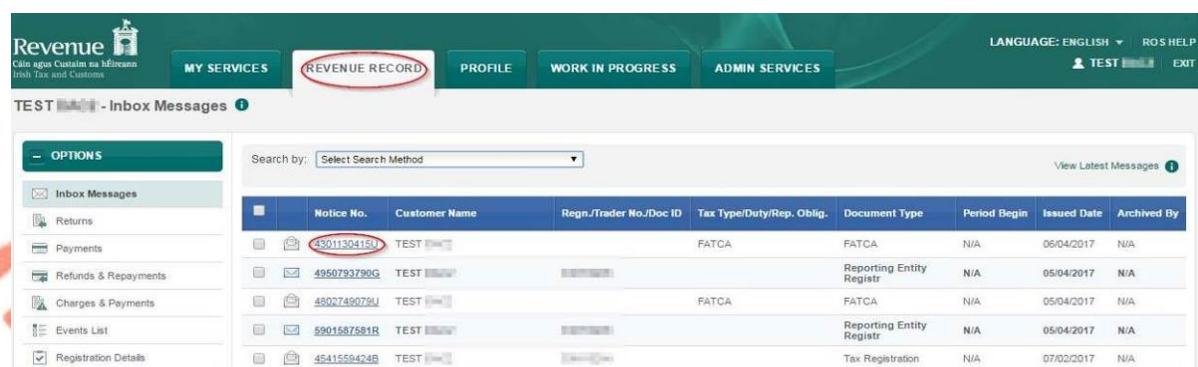 Revenue
Cáin agus Custaim na hÉireann
Irish Tax and Customs
LANGUAGE: ENGLISH ROS HELP
MY SERVICES REVENUE RECORD PROFILE WORK IN PROGRESS ADMIN SERVICES
TEST EXIT
TEST - Inbox Messages i
OPTIONS
Inbox Messages
Returns
Payments
Refunds & Repayments
Charges & Payments
Events List
Registration Details
Search by: Select Search Method
View Latest Messages i
Notice No. Customer Name Regn./Trader No./Doc ID Tax Type/Duty/Rep. Oblig. Document Type Period Begin Issued Date Archived By
4301130415U TEST FATCA FATCA N/A 06/04/2017 N/A
4950793790G TEST Reporting Entity Registr N/A 05/04/2017 N/A
4802749079U TEST FATCA FATCA N/A 05/04/2017 N/A
5901587581R TEST Reporting Entity Registr N/A 05/04/2017 N/A
4541559424B TEST Tax Registration N/A 07/02/2017 N/A